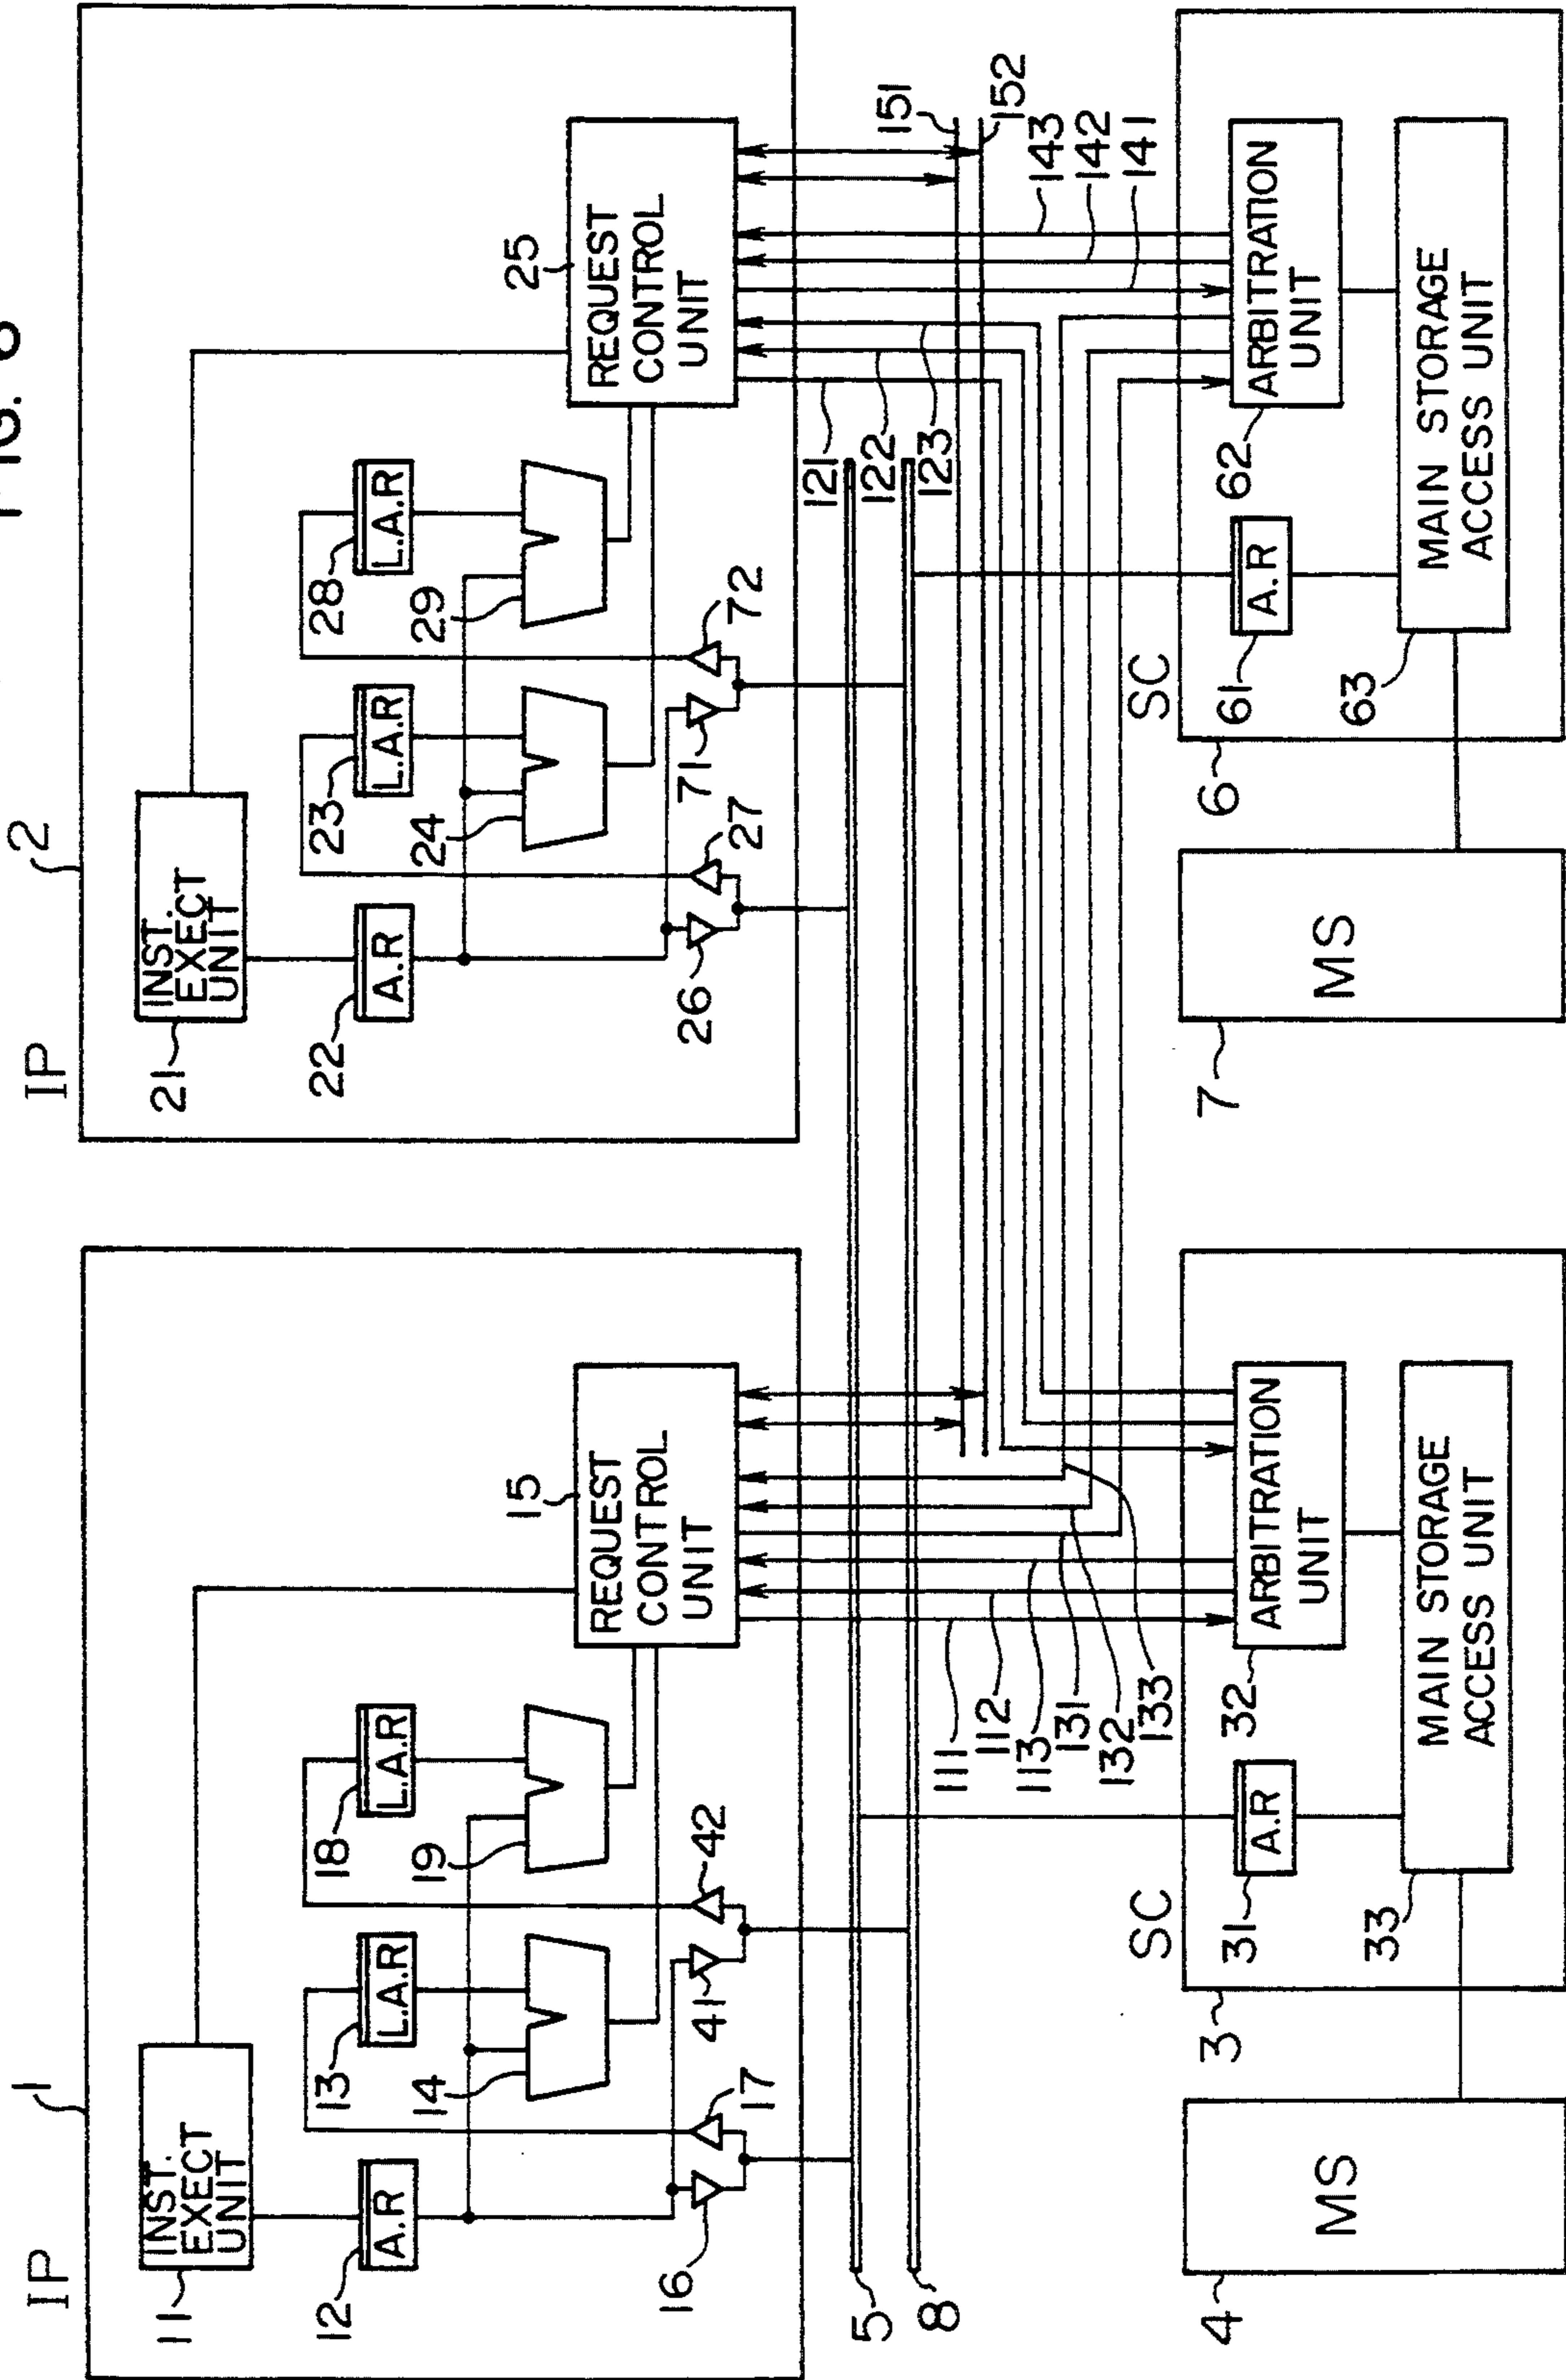 FIG.
IP
1
11
INST.
EXECT
UNIT
12
A.R
13
L.A.R
18
L.A.R
14
19
16
17
41
42
15
REQUEST
CONTROL
UNIT
IP
2
21
INST.
EXECT
UNIT
22
A.R
23
L.A.R
28
L.A.R
24
29
26
27
71
72
25
REQUEST
CONTROL
UNIT
5
8
111
112
113
131
132
133
121
122
123
151
152
143
142
141
4
MS
3
SC
31
A.R
32
ARBITRATION
UNIT
33
MAIN STORAGE
ACCESS UNIT
7
MS
6
SC
61
A.R
62
ARBITRATION
UNIT
63
MAIN STORAGE
ACCESS UNIT